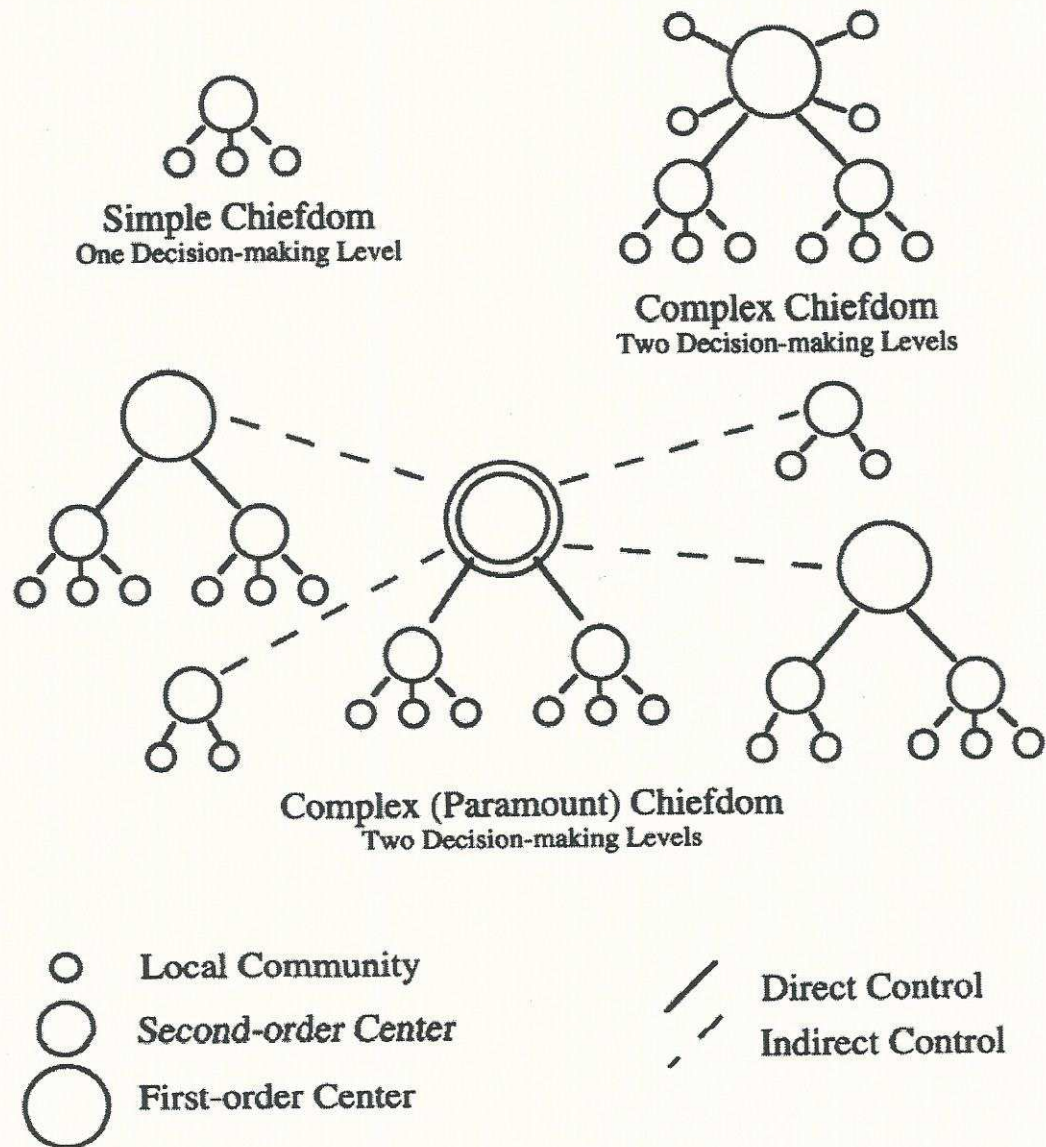 Simple Chiefdom
One Decision-making Level
Complex Chiefdom
Two Decision-making Levels
Complex (Paramount) Chiefdom
Two Decision-making Levels
Local Community
Second-order Center
First-order Center
Direct Control
Indirect Control